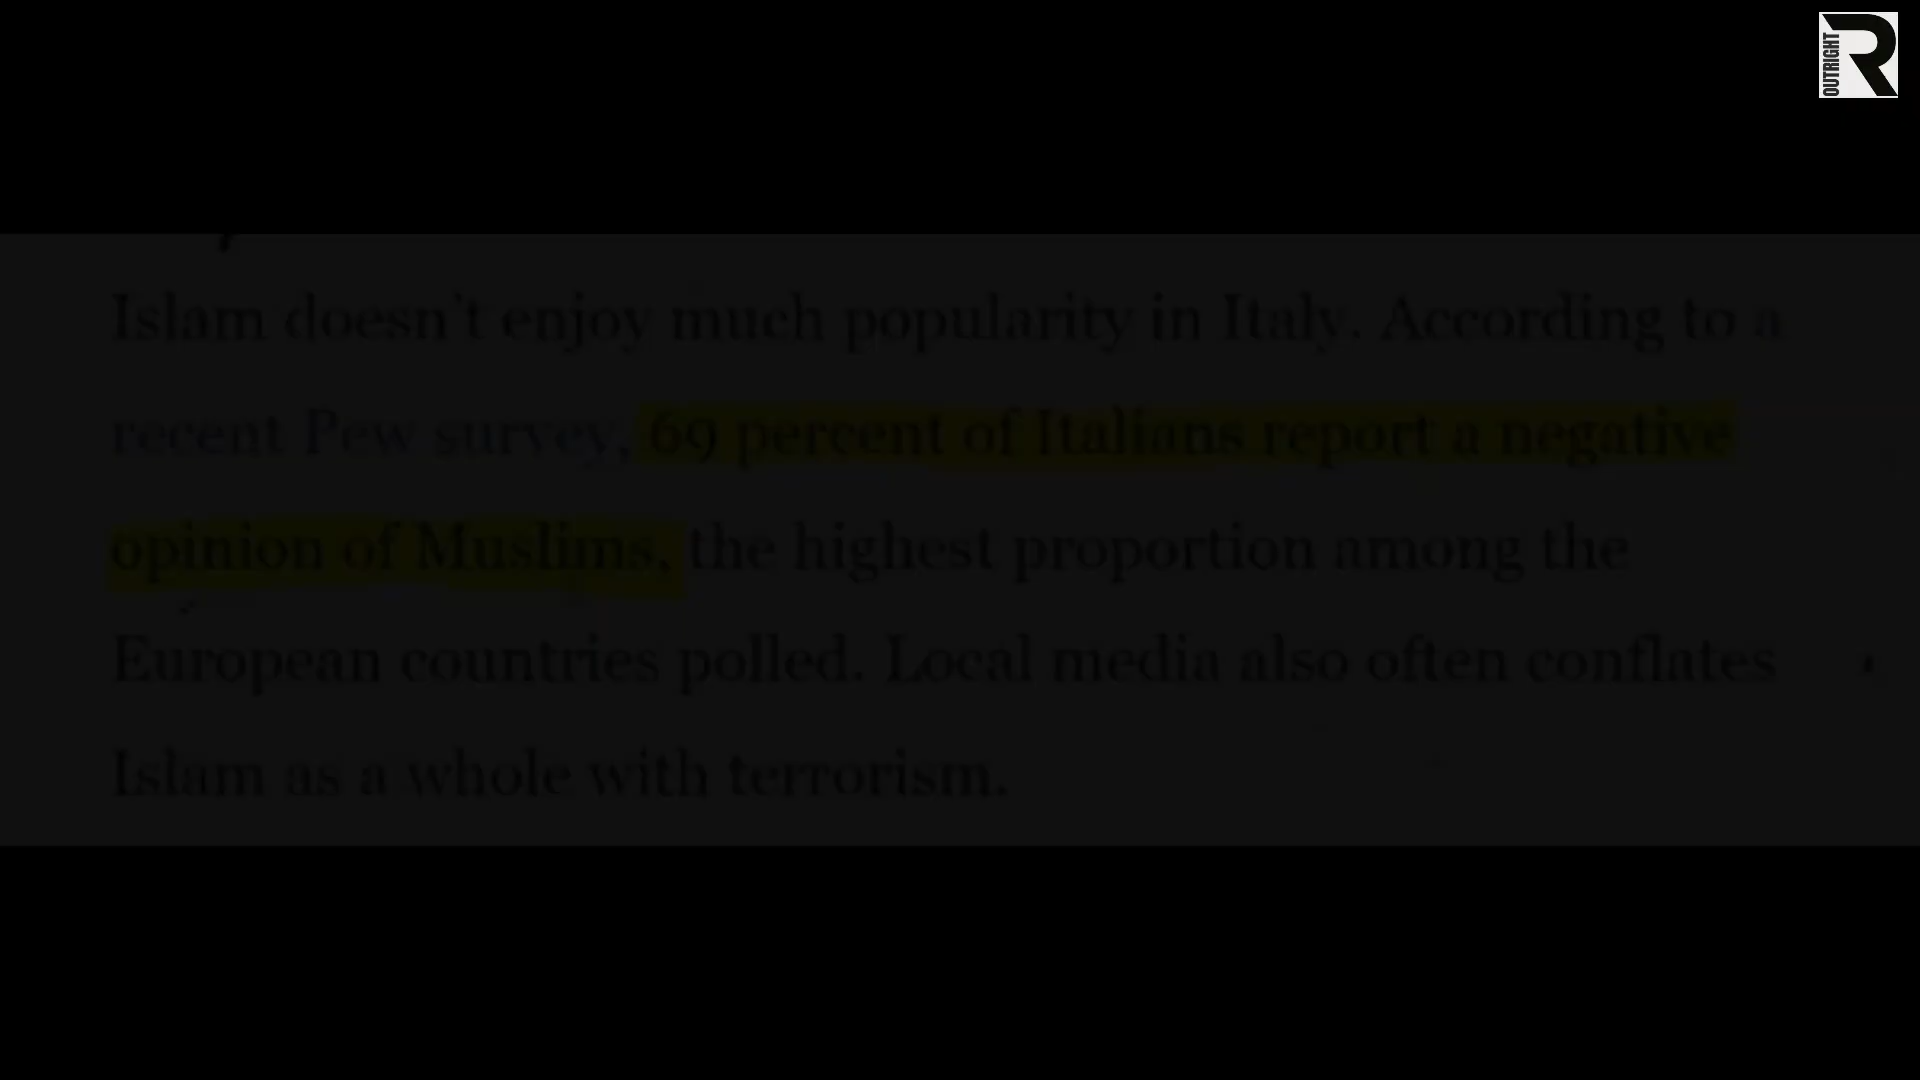 OUTRIGHT R
Islam doesn't enjoy much popularity in Italy. According to a
recent Pew survey, 69 percent of Italians report a negative
opinion of Muslims, the highest proportion among the
European countries polled. Local media also often conflates
Islam as a whole with terrorism.